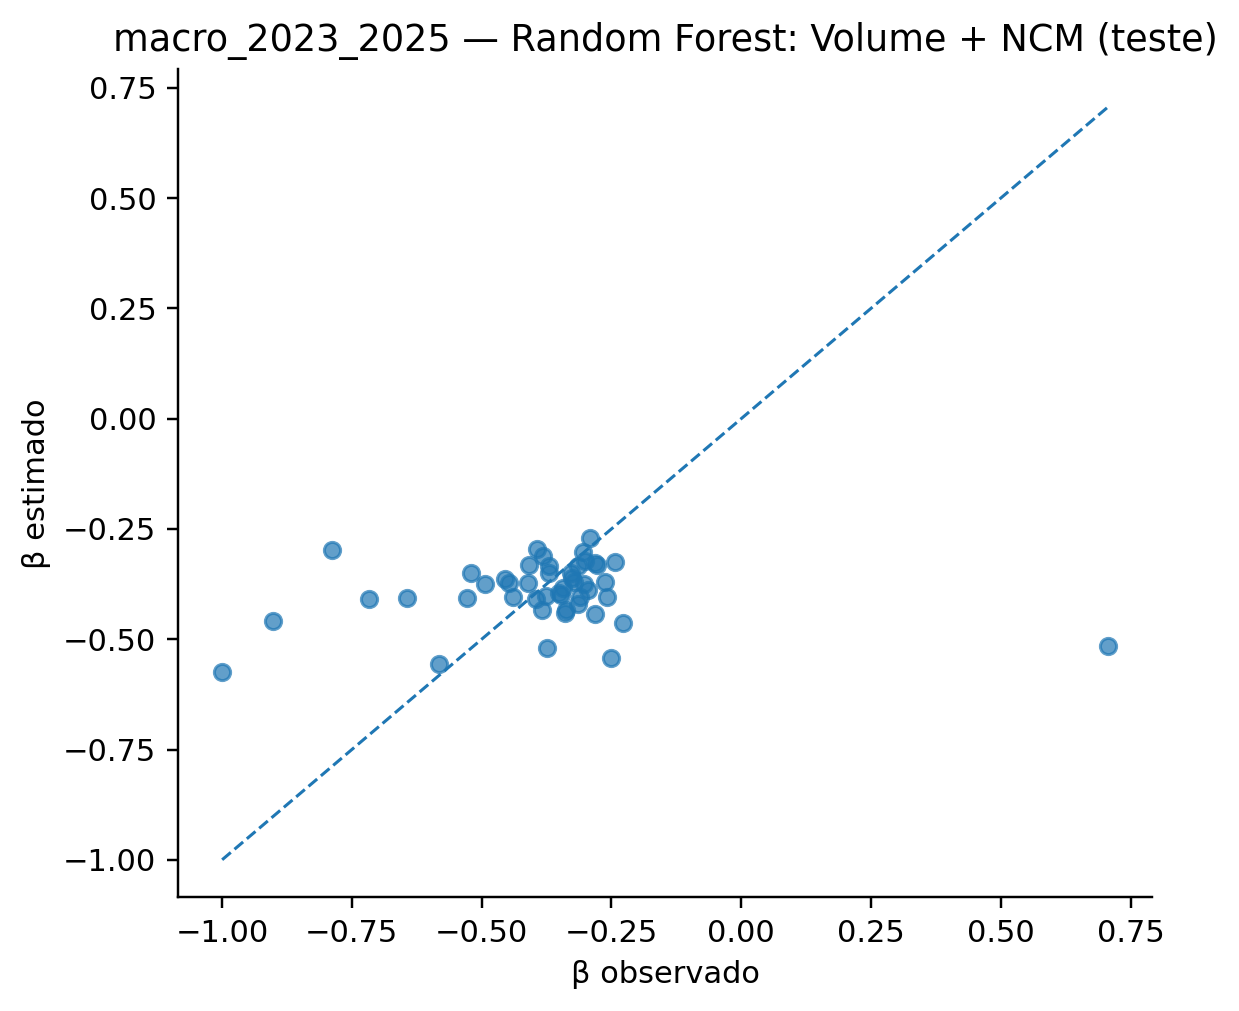 macro_2023_2025 — Random Forest: Volume + NCM (teste)
0.75
0.50
0.25
0.00
−0.25
−0.50
−0.75
−1.00
β estimado
−1.00 −0.75 −0.50 −0.25 0.00 0.25 0.50 0.75
β observado